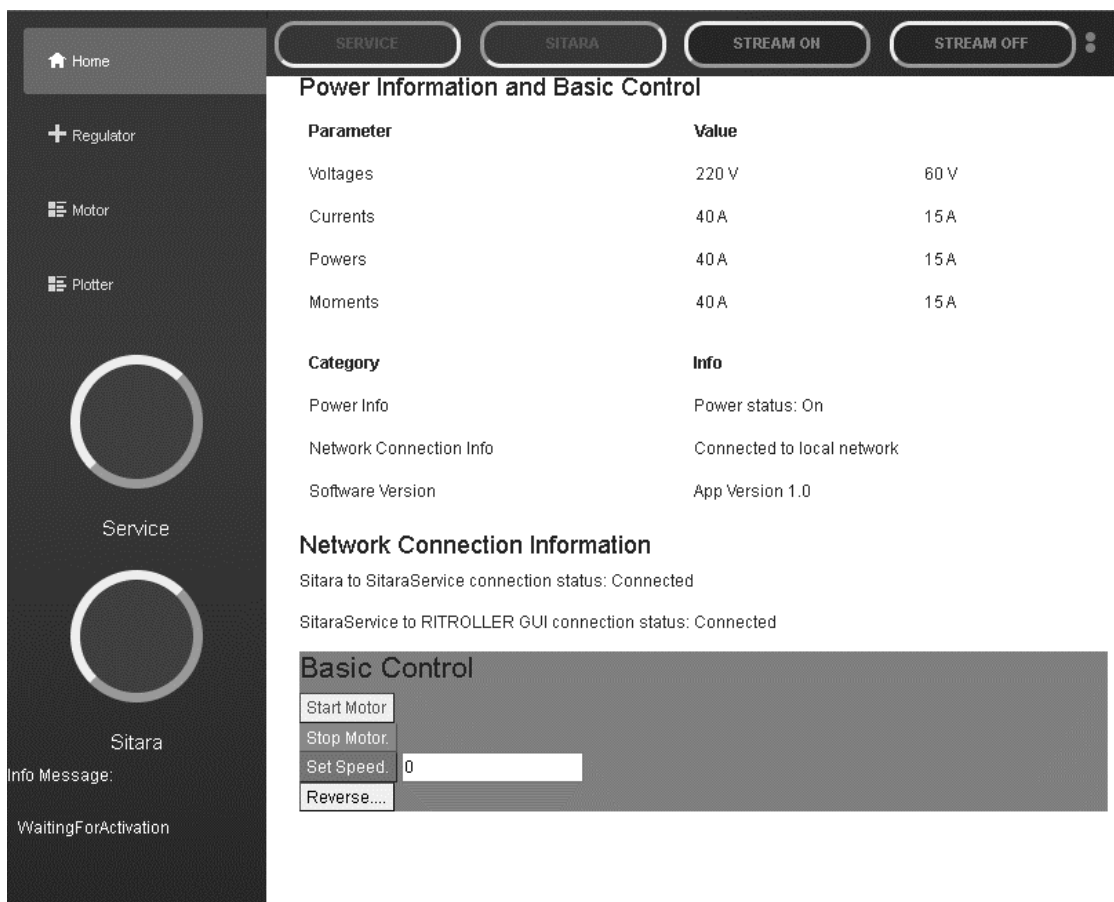 Home
Regulator
Motor
Plotter
Service
Sitara
Info Message:
WaitingForActivation
SERVICE SITARA STREAM ON STREAM OFF
Power Information and Basic Control
Parameter Value
Voltages 220 V 60 V
Currents 40 A 15 A
Powers 40 A 15 A
Moments 40 A 15 A
Category Info
Power Info Power status: On
Network Connection Info Connected to local network
Software Version App Version 1.0
Network Connection Information
Sitara to SitaraService connection status: Connected
SitaraService to RITROLLER GUI connection status: Connected
Basic Control
Start Motor
Stop Motor.
Set Speed. 0
Reverse....